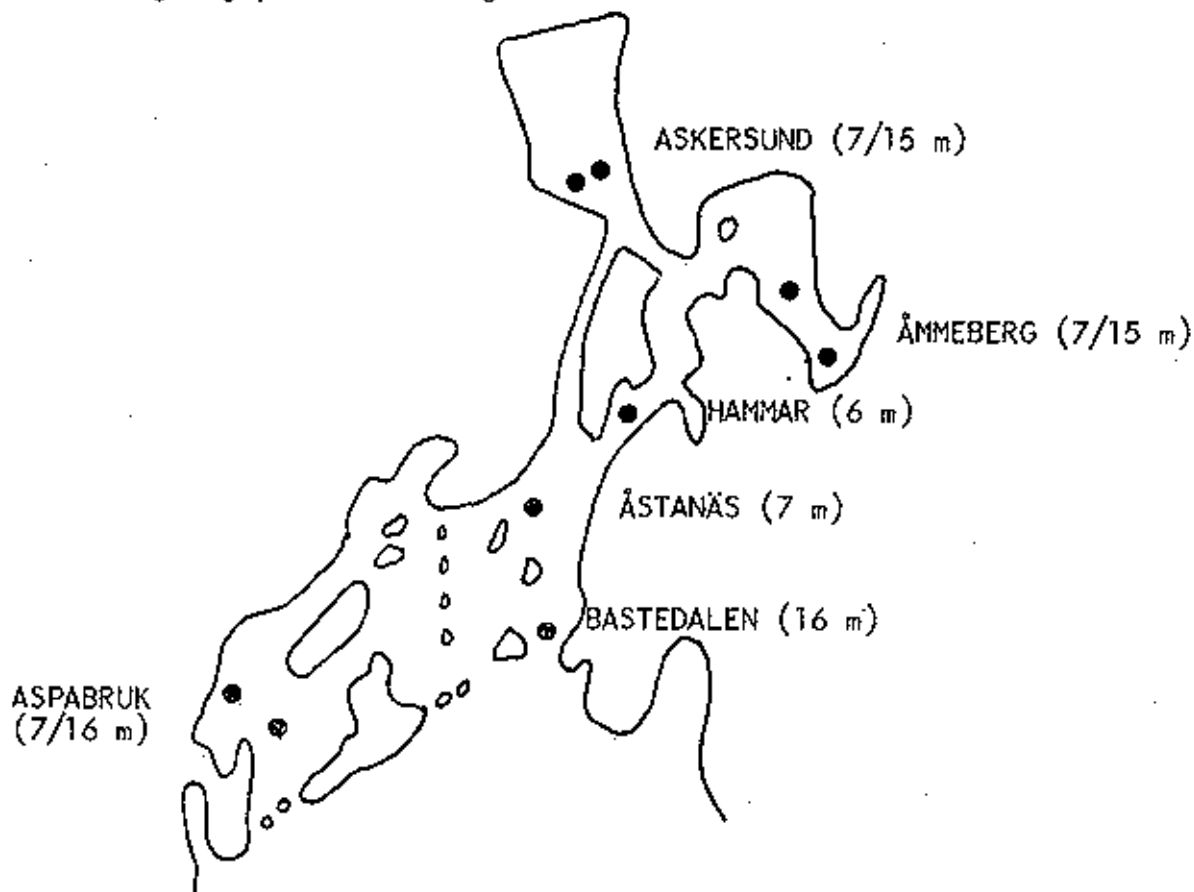 ASKERSUND (7/15 m)
ÅMMEBERG (7/15 m)
HAMMAR (6 m)
ÅSTANÄS (7 m)
BASTEDALEN (16 m)
ASPABRUK
(7/16 m)